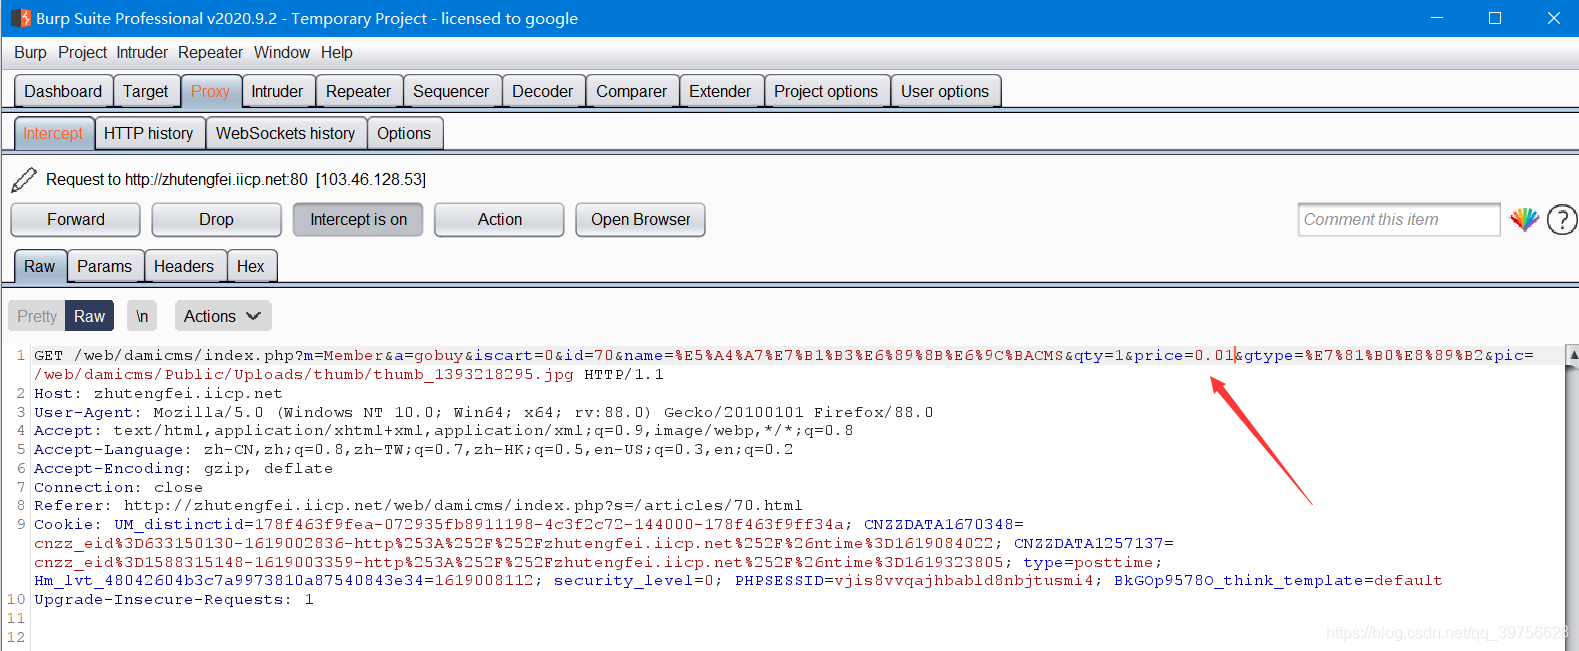 Burp Suite Professional v2020.9.2 - Temporary Project - licensed to google
Burp Project Intruder Repeater Window Help
Dashboard Target Proxy Intruder Repeater Sequencer Decoder Comparer Extender Project options User options
Intercept HTTP history WebSockets history Options
Request to http://zhutengfei.iicp.net:80 [103.46.128.53]
Forward Drop Intercept is on Action Open Browser Comment this item ?
Raw Params Headers Hex
Pretty Raw \n Actions
1 GET /web/damicms/index.php?m=Member&a=gobuy&iscart=0&id=70&name=%E5%A4%A7%E7%B1%B3%E6%89%8B%E6%9C%BACMS&qty=1&price=0.01&gtype=%E7%81%B0%E8%89%B2&pic=
/web/damicms/Public/Uploads/thumb/thumb_1393218295.jpg HTTP/1.1
2 Host: zhutengfei.iicp.net
3 User-Agent: Mozilla/5.0 (Windows NT 10.0; Win64; x64; rv:88.0) Gecko/20100101 Firefox/88.0
4 Accept: text/html,application/xhtml+xml,application/xml;q=0.9,image/webp,*/*;q=0.8
5 Accept-Language: zh-CN,zh;q=0.8,zh-TW;q=0.7,zh-HK;q=0.5,en-US;q=0.3,en;q=0.2
6 Accept-Encoding: gzip, deflate
7 Connection: close
8 Referer: http://zhutengfei.iicp.net/web/damicms/index.php?s=/articles/70.html
9 Cookie: UM_distinctid=178f463f9fea-072935fb8911198-4c3f2c72-144000-178f463f9ff34a; CNZZDATA1670348=
cnzz_eid%3D633150130-1619002836-http%253A%252F%252Fzhutengfei.iicp.net%252F%26ntime%3D1619084022; CNZZDATA1257137=
cnzz_eid%3D1588315148-1619003359-http%253A%252F%252Fzhutengfei.iicp.net%252F%26ntime%3D1619323805; type=posttime;
Hm_lvt_48042604b3c7a9973810a87540843e34=1619008112; security_level=0; PHPSESSID=vjis8vvqajhbabld8nbjtusmi4; BkGOp9578O_think_template=default
10 Upgrade-Insecure-Requests: 1
11
12
https://blog.csdn.net/qq_39756628